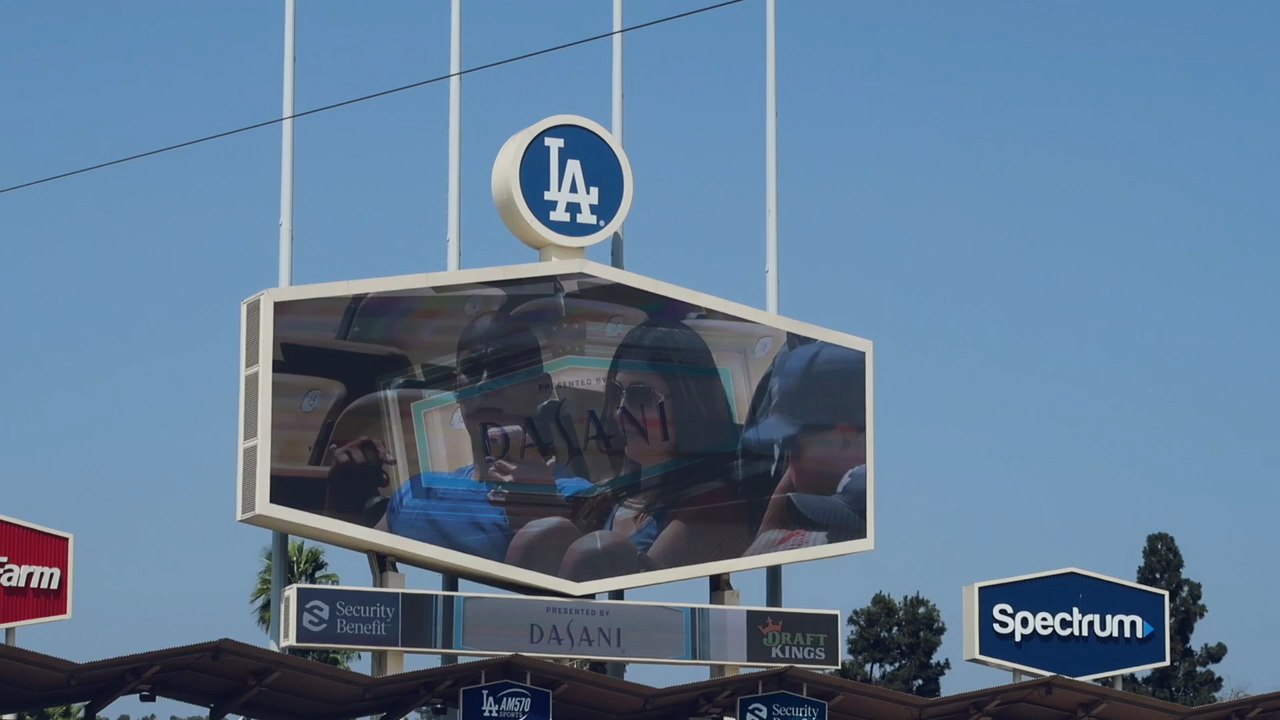 LA
PRESENTED BY
DASANI
Farm
Security
Benefit
PRESENTED BY
DASANI
DRAFT
KINGS
Spectrum
LA AM570
SPORTS
Security